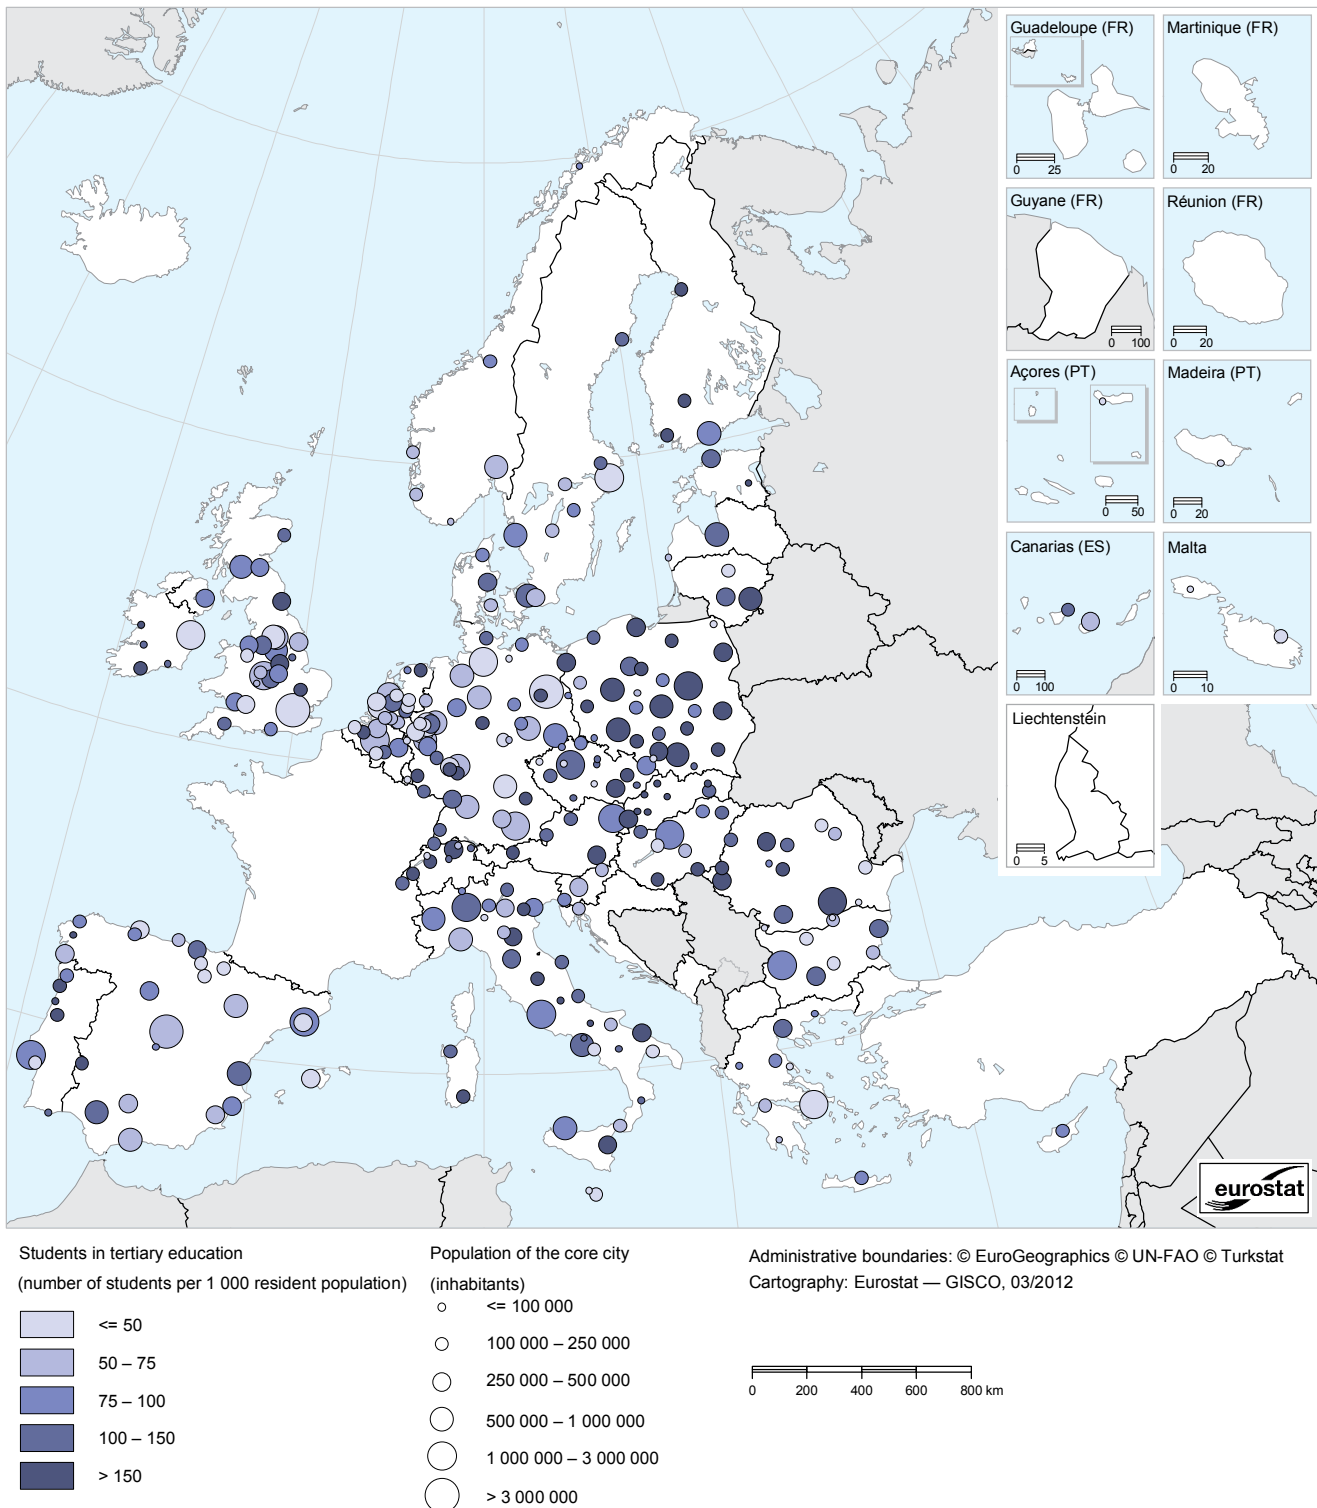 Guadeloupe (FR)
0 25
Martinique (FR)
0 20
Guyane (FR)
0 100
Réunion (FR)
0 20
Açores (PT)
0 50
Madeira (PT)
0 20
Canarias (ES)
0 100
Malta
0 10
Liechtenstein
0 5
eurostat
Students in tertiary education
(number of students per 1 000 resident population)
<= 50
50 – 75
75 – 100
100 – 150
> 150
Population of the core city
(inhabitants)
<= 100 000
100 000 – 250 000
250 000 – 500 000
500 000 – 1 000 000
1 000 000 – 3 000 000
> 3 000 000
Administrative boundaries: © EuroGeographics © UN-FAO © Turkstat
Cartography: Eurostat — GISCO, 03/2012
0 200 400 600 800 km